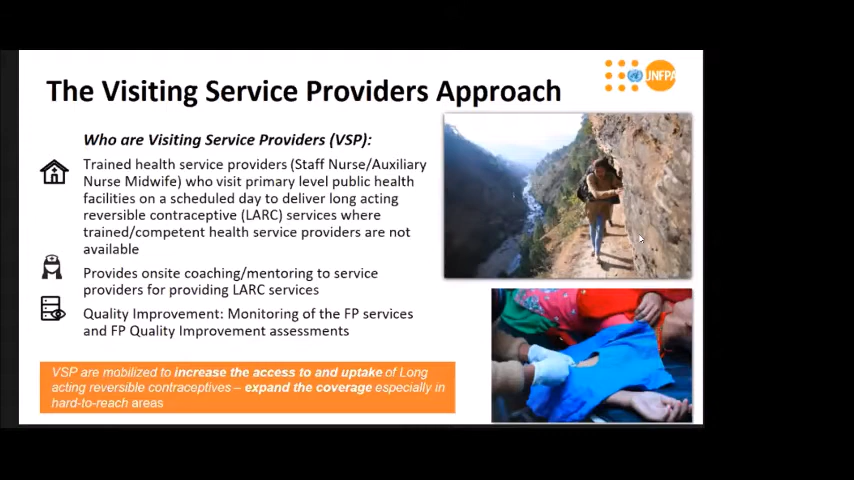 The Visiting Service Providers Approach
UNFPA
Who are Visiting Service Providers (VSP):
Trained health service providers (Staff Nurse/Auxiliary
Nurse Midwife) who visit primary level public health
facilities on a scheduled day to deliver long acting
reversible contraceptive (LARC) services where
trained/competent health service providers are not
available
Provides onsite coaching/mentoring to service
providers for providing LARC services
Quality Improvement: Monitoring of the FP services
and FP Quality Improvement assessments
VSP are mobilized to increase the access to and uptake of Long
acting reversible contraceptives – expand the coverage especially in
hard-to-reach areas